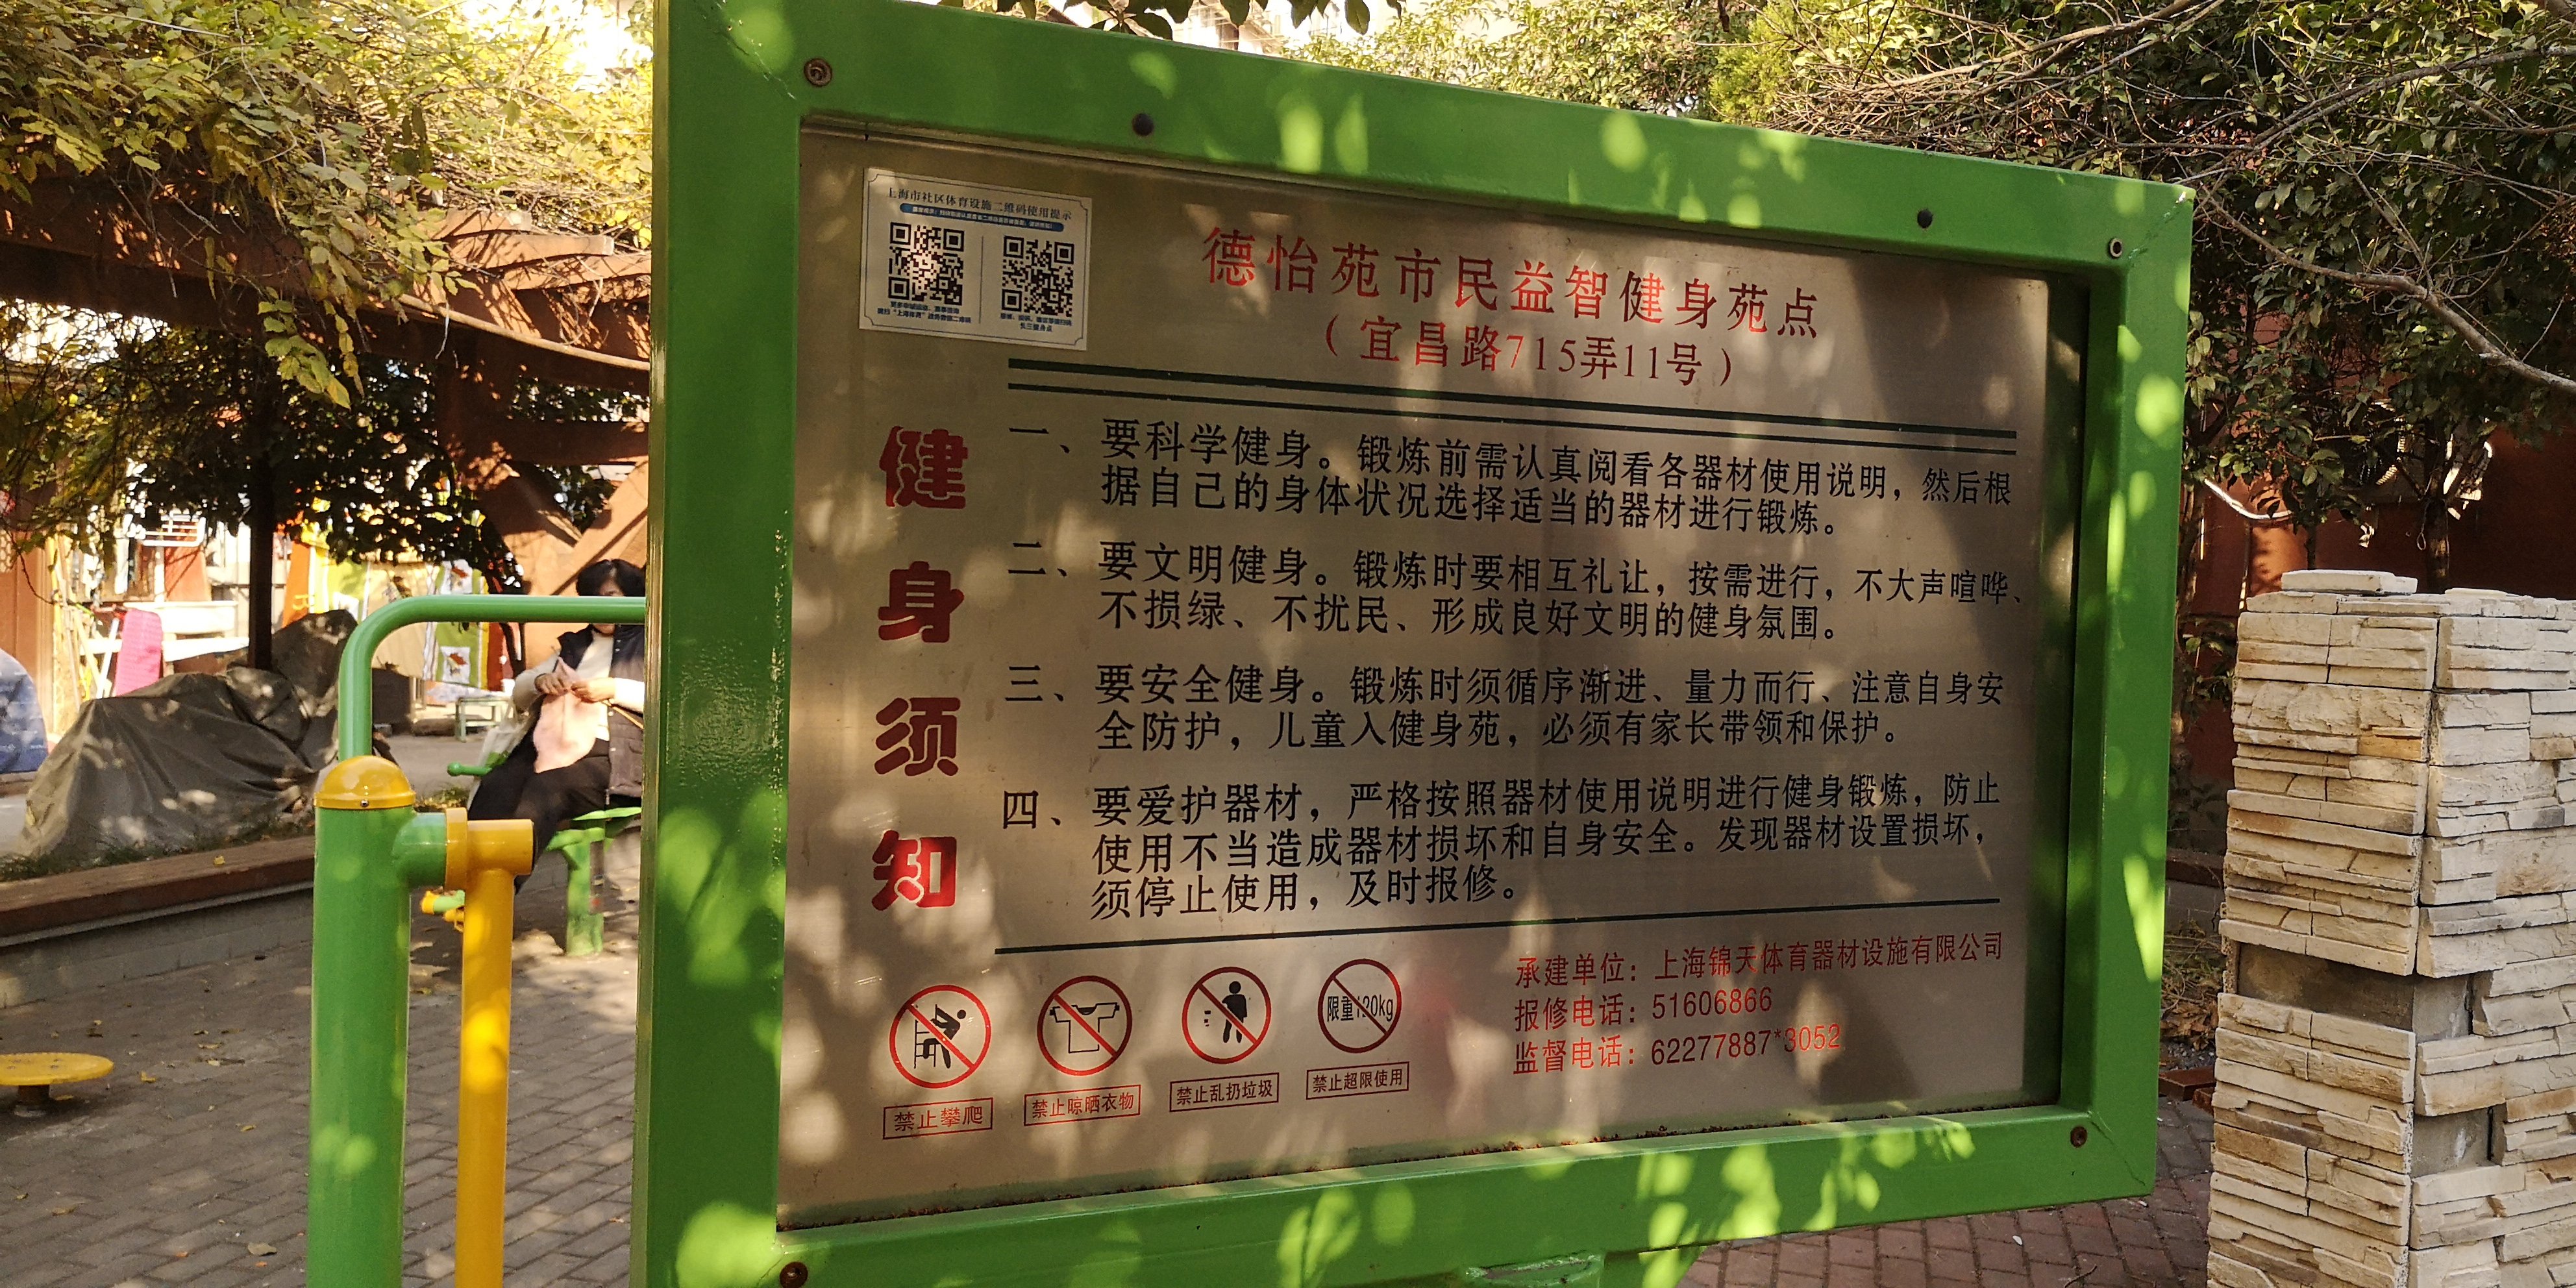 上海市社区体育设施二维码使用提示
德怡苑市民益智健身苑点
（宜昌路715弄11号）
健身须知
一、要科学健身。锻炼前需认真阅看各器材使用说明，然后根
据自己的身体状况选择适当的器材进行锻炼。
二、要文明健身。锻炼时要相互礼让，按需进行，不大声喧哗、
不损绿、不扰民、形成良好文明的健身氛围。
三、要安全健身。锻炼时须循序渐进、量力而行、注意自身安
全防护，儿童入健身苑，必须有家长带领和保护。
四、要爱护器材，严格按照器材使用说明进行健身锻炼，防止
使用不当造成器材损坏和自身安全。发现器材设置损坏，
须停止使用，及时报修。
限重120kg
禁止攀爬
禁止晾晒衣物
禁止乱扔垃圾
禁止超限使用
承建单位：上海锦天体育器材设施有限公司
报修电话：51606866
监督电话：62277887*3052